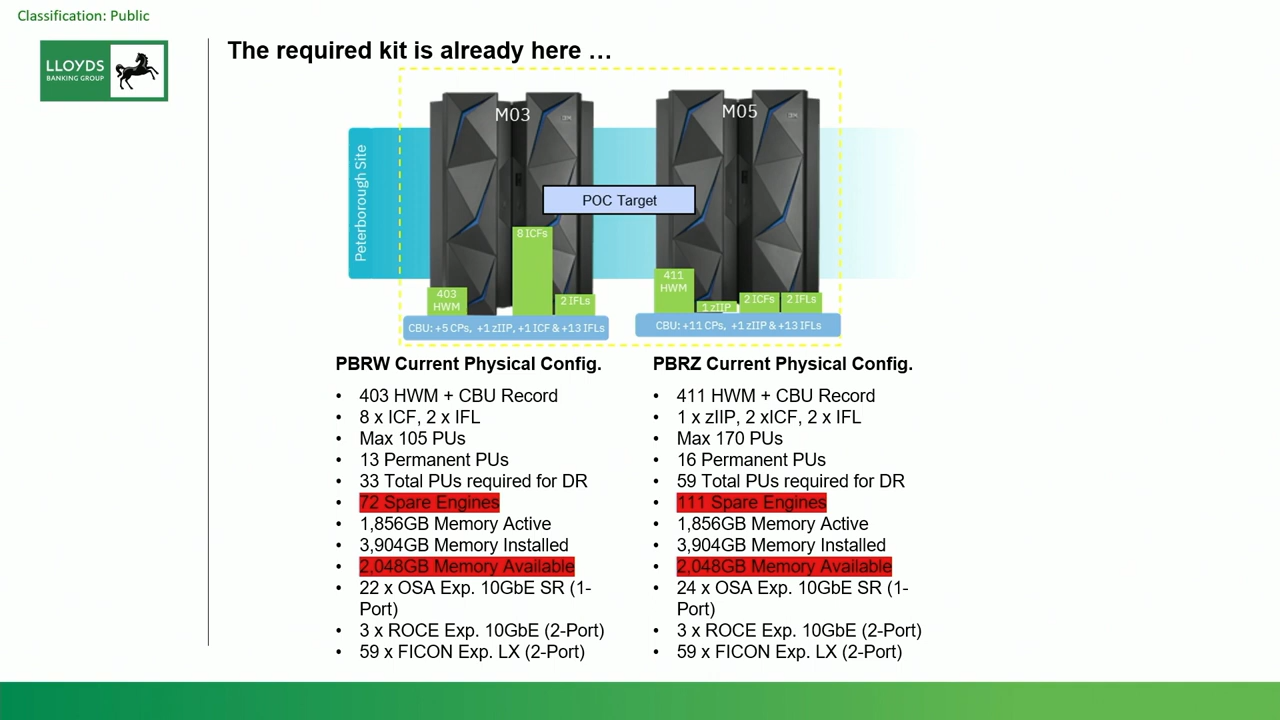 Classification: Public
LLOYDS
BANKING GROUP
The required kit is already here …
Peterborough Site
M03
IBM
8 ICFs
403
HWM
2 IFLs
CBU: +5 CPs, +1 zIIP, +1 ICF & +13 IFLs
POC Target
M05
IBM
411
HWM
1 zIIP
2 ICFs
2 IFLs
CBU: +11 CPs, +1 zIIP & +13 IFLs
PBRW Current Physical Config.
• 403 HWM + CBU Record
• 8 x ICF, 2 x IFL
• Max 105 PUs
• 13 Permanent PUs
• 33 Total PUs required for DR
• 72 Spare Engines
• 1,856GB Memory Active
• 3,904GB Memory Installed
• 2,048GB Memory Available
• 22 x OSA Exp. 10GbE SR (1-
Port)
• 3 x ROCE Exp. 10GbE (2-Port)
• 59 x FICON Exp. LX (2-Port)
PBRZ Current Physical Config.
• 411 HWM + CBU Record
• 1 x zIIP, 2 xICF, 2 x IFL
• Max 170 PUs
• 16 Permanent PUs
• 59 Total PUs required for DR
• 111 Spare Engines
• 1,856GB Memory Active
• 3,904GB Memory Installed
• 2,048GB Memory Available
• 24 x OSA Exp. 10GbE SR (1-
Port)
• 3 x ROCE Exp. 10GbE (2-Port)
• 59 x FICON Exp. LX (2-Port)